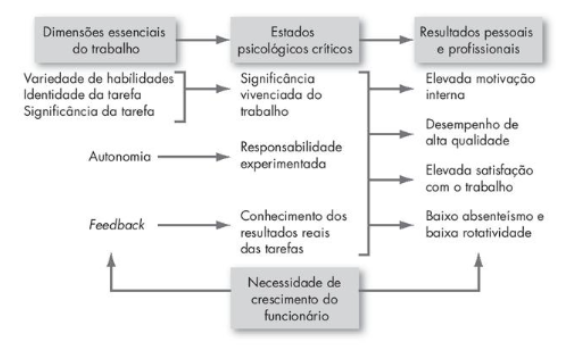 Dimensões essenciais
do trabalho
Estados
psicológicos críticos
Resultados pessoais
e profissionais
Variedade de habilidades
Identidade da tarefa
Significância da tarefa
Significância
vivenciada do
trabalho
Elevada motivação
interna
Desempenho de
alta qualidade
Autonomia
Responsabilidade
experimentada
Elevada satisfação
com o trabalho
Feedback
Conhecimento dos
resultados reais
das tarefas
Baixo absenteísmo e
baixa rotatividade
Necessidade de
crescimento do
funcionário